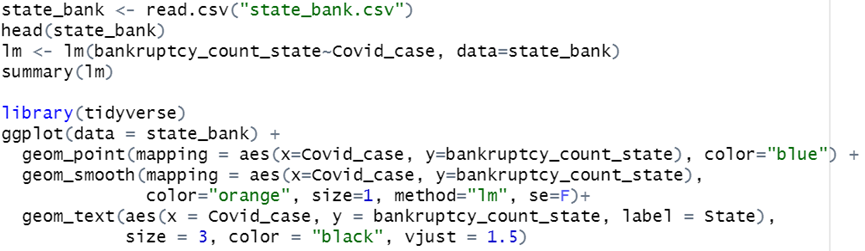 state_bank <- read.csv("state_bank.csv")
head(state_bank)
lm <- lm(bankruptcy_count_state~Covid_case, data=state_bank)
summary(lm)

library(tidyverse)
ggplot(data = state_bank) +
  geom_point(mapping = aes(x=Covid_case, y=bankruptcy_count_state), color="blue") +
  geom_smooth(mapping = aes(x=Covid_case, y=bankruptcy_count_state),
              color="orange", size=1, method="lm", se=F)+
  geom_text(aes(x = Covid_case, y = bankruptcy_count_state, label = State),
            size = 3, color = "black", vjust = 1.5)